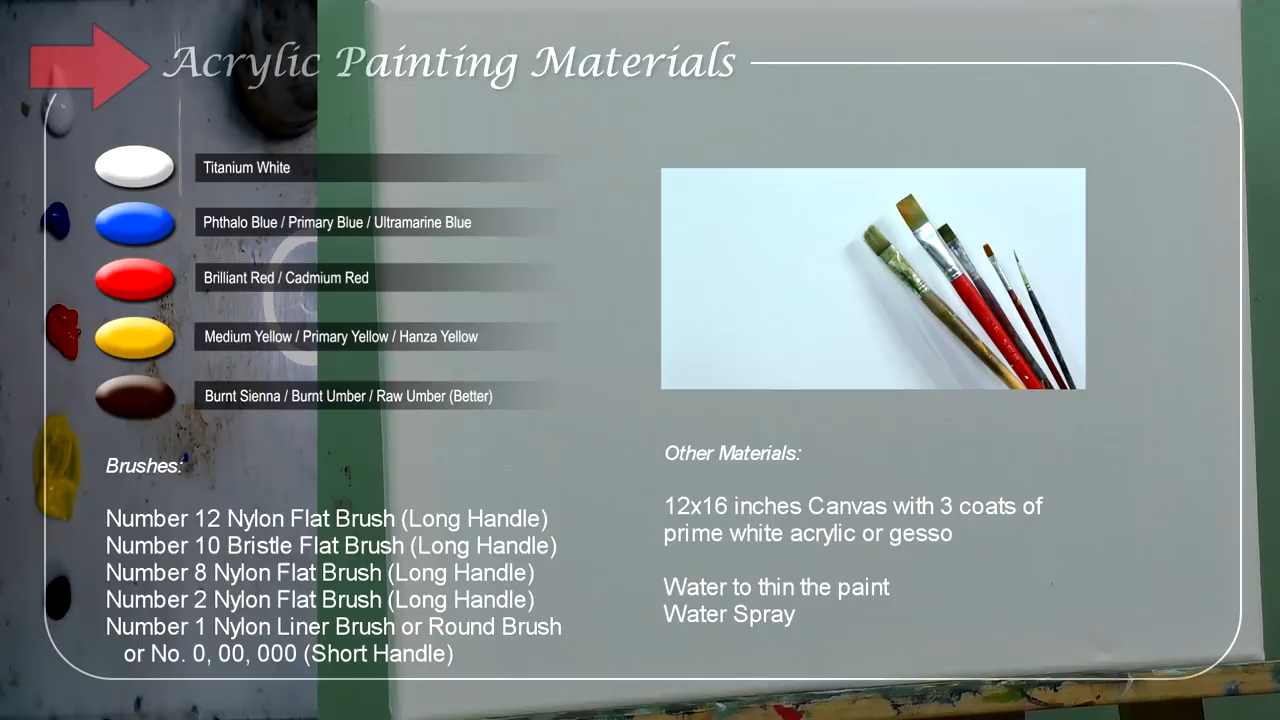 Acrylic Painting Materials
Titanium White
Phthalo Blue / Primary Blue / Ultramarine Blue
Brilliant Red / Cadmium Red
Medium Yellow / Primary Yellow / Hanza Yellow
Burnt Sienna / Burnt Umber / Raw Umber (Better)
Brushes:
Number 12 Nylon Flat Brush (Long Handle)
Number 10 Bristle Flat Brush (Long Handle)
Number 8 Nylon Flat Brush (Long Handle)
Number 2 Nylon Flat Brush (Long Handle)
Number 1 Nylon Liner Brush or Round Brush
or No. 0, 00, 000 (Short Handle)
Other Materials:
12x16 inches Canvas with 3 coats of
prime white acrylic or gesso
Water to thin the paint
Water Spray